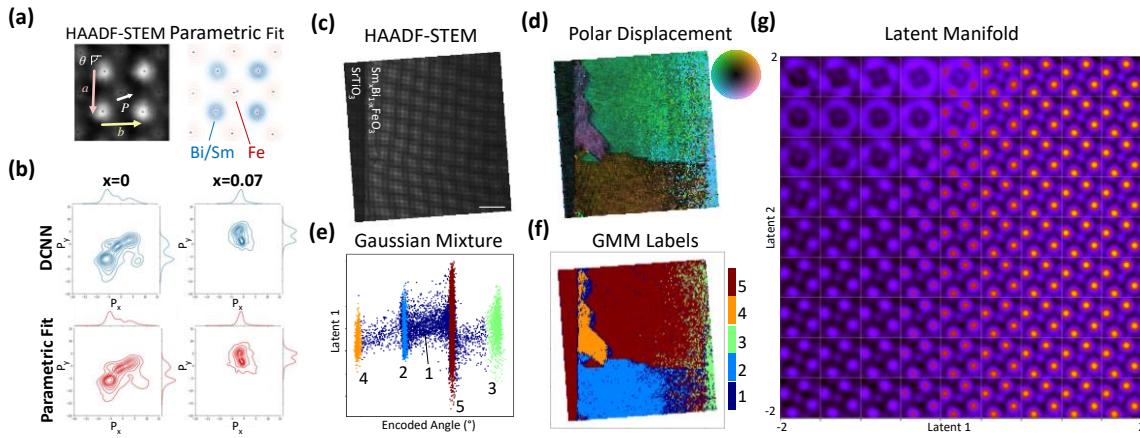 (a)
HAADF-STEM Parametric Fit
θ
a
P
b
Bi/Sm
Fe
(b)
x=0 x=0.07
DCNN
Py Py
Px Px
Parametric Fit
Py Py
Px Px
(c)
HAADF-STEM
SrTiO3
SmxBi1-xFeO3
(d)
Polar Displacement
(e)
Gaussian Mixture
Latent 1
4 2 1 5 3
Encoded Angle (°)
(f)
GMM Labels
5
4
3
2
1
(g)
Latent Manifold
2
Latent 2
-2
-2 Latent 1